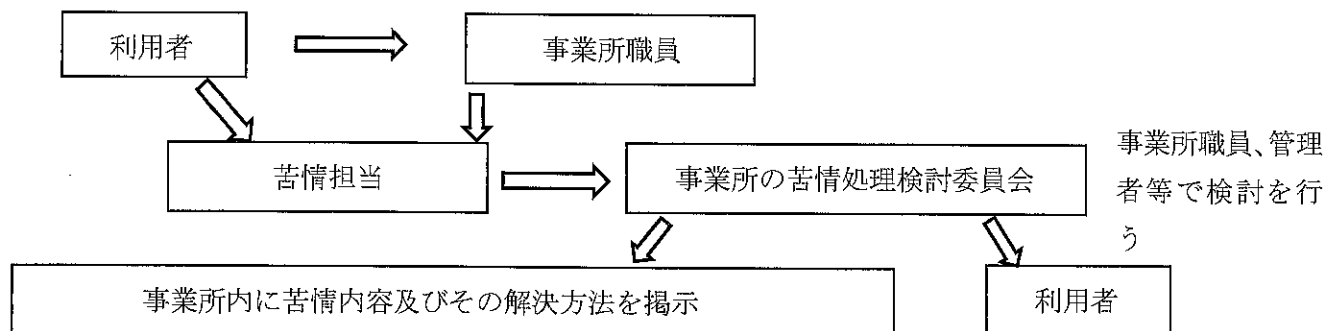 利用者
事業所職員
苦情担当
事業所の苦情処理検討委員会
事業所職員、管理
者等で検討を行
う
事業所内に苦情内容及びその解決方法を掲示
利用者